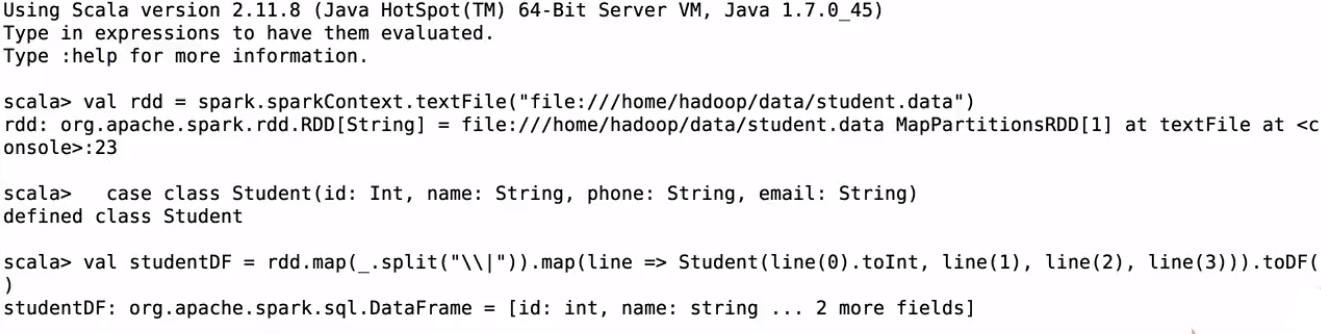 Using Scala version 2.11.8 (Java HotSpot(TM) 64-Bit Server VM, Java 1.7.0_45)
Type in expressions to have them evaluated.
Type :help for more information.
scala> val rdd = spark.sparkContext.textFile("file:///home/hadoop/data/student.data")
rdd: org.apache.spark.rdd.RDD[String] = file:///home/hadoop/data/student.data MapPartitionsRDD[1] at textFile at <c
onsole>:23
scala>   case class Student(id: Int, name: String, phone: String, email: String)
defined class Student
scala> val studentDF = rdd.map(_.split("\\|")).map(line => Student(line(0).toInt, line(1), line(2), line(3))).toDF(
)
studentDF: org.apache.spark.sql.DataFrame = [id: int, name: string ... 2 more fields]